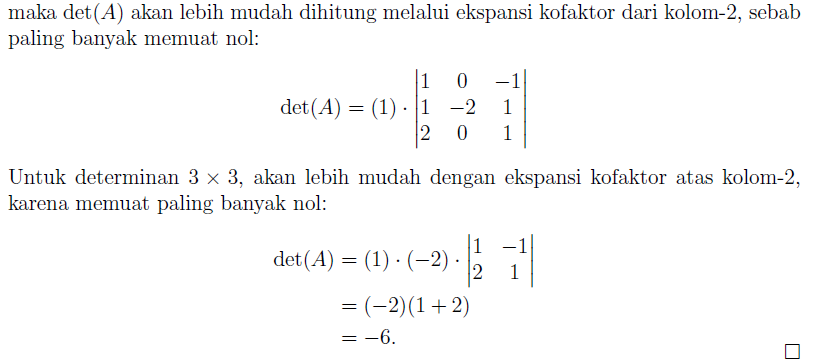 maka det(A) akan lebih mudah dihitung melalui ekspansi kofaktor dari kolom-2, sebab
paling banyak memuat nol:
det(A) = (1) · |1 0 −1|
|1 −2 1|
|2 0 1|
Untuk determinan 3 × 3, akan lebih mudah dengan ekspansi kofaktor atas kolom-2,
karena memuat paling banyak nol:
det(A) = (1) · (−2) · |1 −1|
|2 1|
= (−2)(1 + 2)
= −6.
□